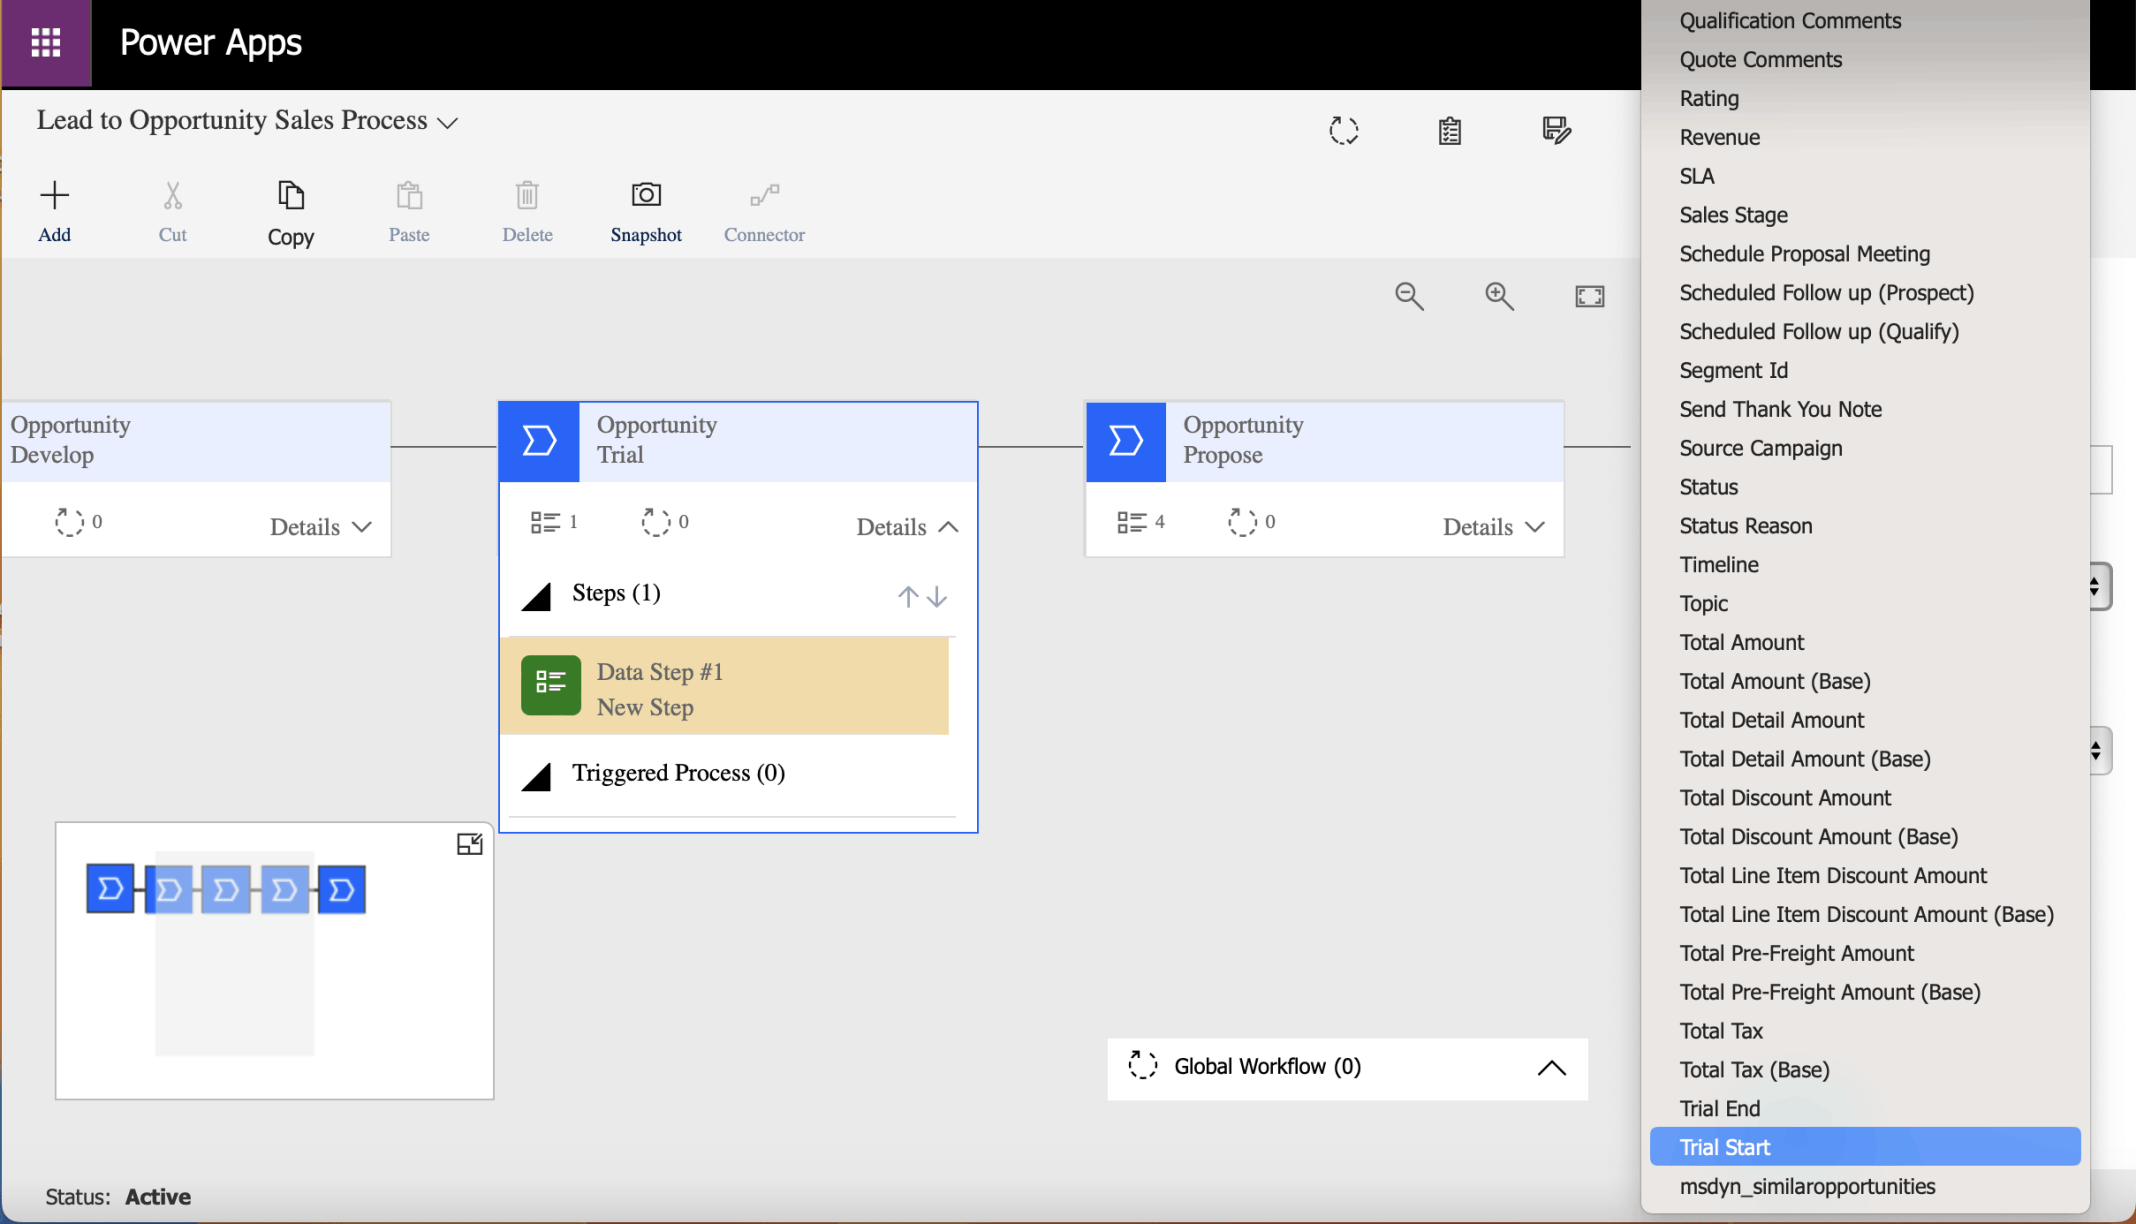 Power Apps
Lead to Opportunity Sales Process
Add
Cut
Copy
Paste
Delete
Snapshot
Connector
Opportunity
Develop
0
Details
Opportunity
Trial
1
0
Details
Steps (1)
Data Step #1
New Step
Triggered Process (0)
Opportunity
Propose
4
0
Details
Global Workflow (0)
Status: Active
Qualification Comments
Quote Comments
Rating
Revenue
SLA
Sales Stage
Schedule Proposal Meeting
Scheduled Follow up (Prospect)
Scheduled Follow up (Qualify)
Segment Id
Send Thank You Note
Source Campaign
Status
Status Reason
Timeline
Topic
Total Amount
Total Amount (Base)
Total Detail Amount
Total Detail Amount (Base)
Total Discount Amount
Total Discount Amount (Base)
Total Line Item Discount Amount
Total Line Item Discount Amount (Base)
Total Pre-Freight Amount
Total Pre-Freight Amount (Base)
Total Tax
Total Tax (Base)
Trial End
Trial Start
msdyn_similaropportunities